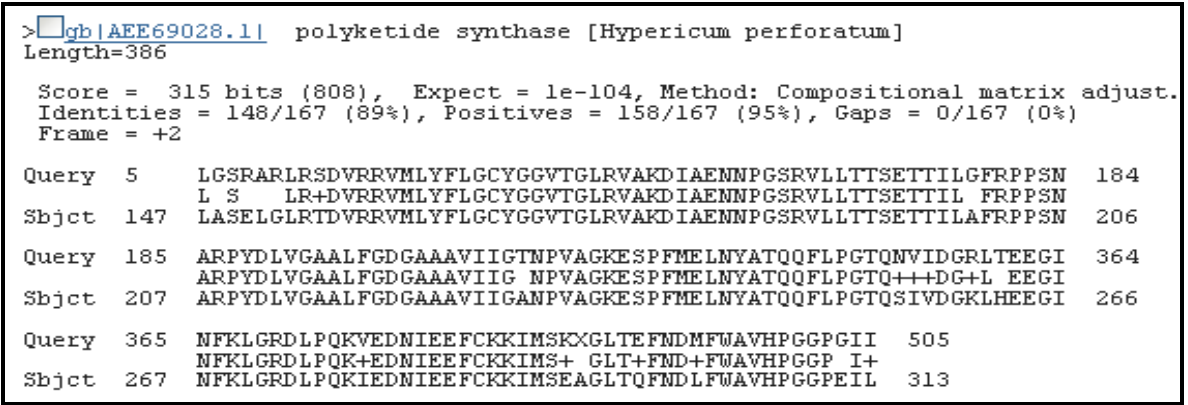 >gb|AEE69028.1| polyketide synthase [Hypericum perforatum]
Length=386
Score = 315 bits (808), Expect = 1e-104, Method: Compositional matrix adjust.
Identities = 148/167 (89%), Positives = 158/167 (95%), Gaps = 0/167 (0%)
Frame = +2
Query 5 LGSRARLRSDVRRVMLYFLGCYGGVTGLRVAKDIAENNPGSRVLLTTSETTILGFRPPSN 184
L S LR+DVRRVMLYFLGCYGGVTGLRVAKDIAENNPGSRVLLTTSETTIL FRPPSN
Sbjct 147 LASELGLRTDVRRVMLYFLGCYGGVTGLRVAKDIAENNPGSRVLLTTSETTILAFRPPSN 206
Query 185 ARPYDLVGAALFGDGAAAVIIGTNPVAGKESPFMELNYATQQFLPGTQNVIDGRLTEEGI 364
ARPYDLVGAALFGDGAAAVIIG NPVAGKESPFMELNYATQQFLPGTQ+++DG+L EEGI
Sbjct 207 ARPYDLVGAALFGDGAAAVIIGANPVAGKESPFMELNYATQQFLPGTQSIVDGKLHEEGI 266
Query 365 NFKLGRDLPQKVEDNIEEFCKKIMSKXGLTEFNDMFWAVHPGGPGII 505
NFKLGRDLPQK+EDNIEEFCKKIMS+ GLT+FND+FWAVHPGGP I+
Sbjct 267 NFKLGRDLPQKIEDNIEEFCKKIMSEAGLTQFNDLFWAVHPGGPEIL 313